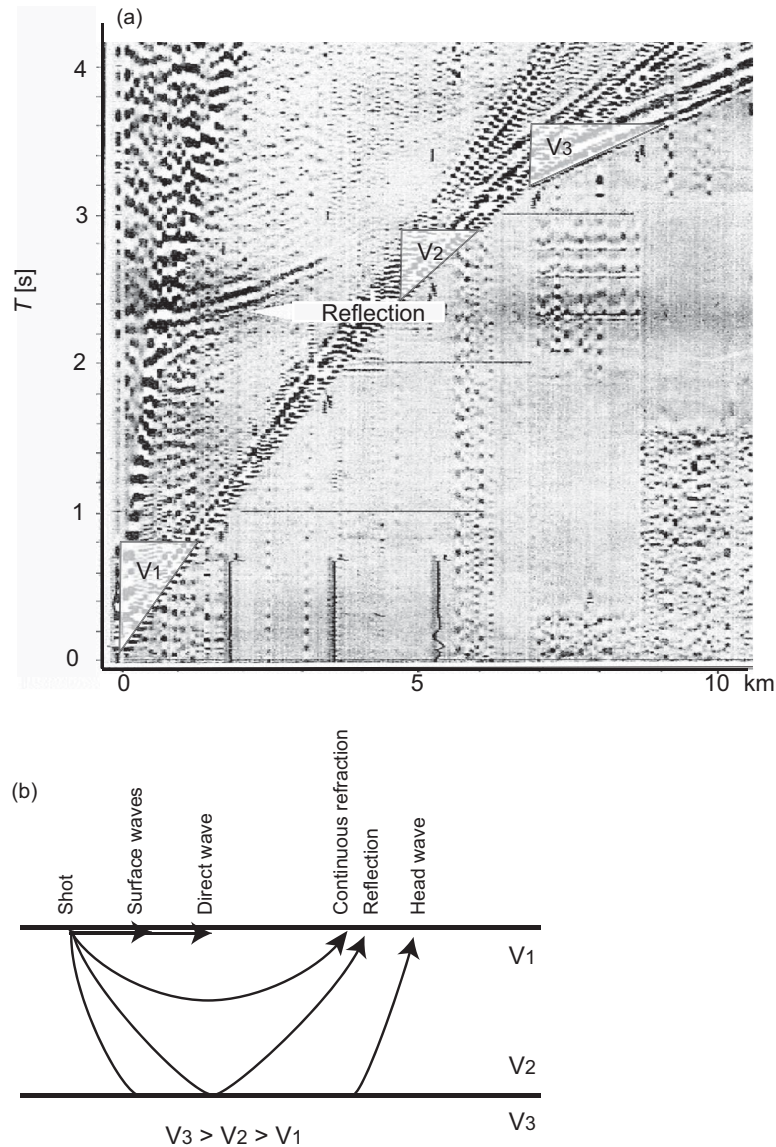 (a)
4
3
2
1
0
T [s]
V3
V2
Reflection
V1
0 5 10 km
(b)
Shot
Surface waves
Direct wave
Continuous refraction
Reflection
Head wave
V1
V2
V3
V3 > V2 > V1